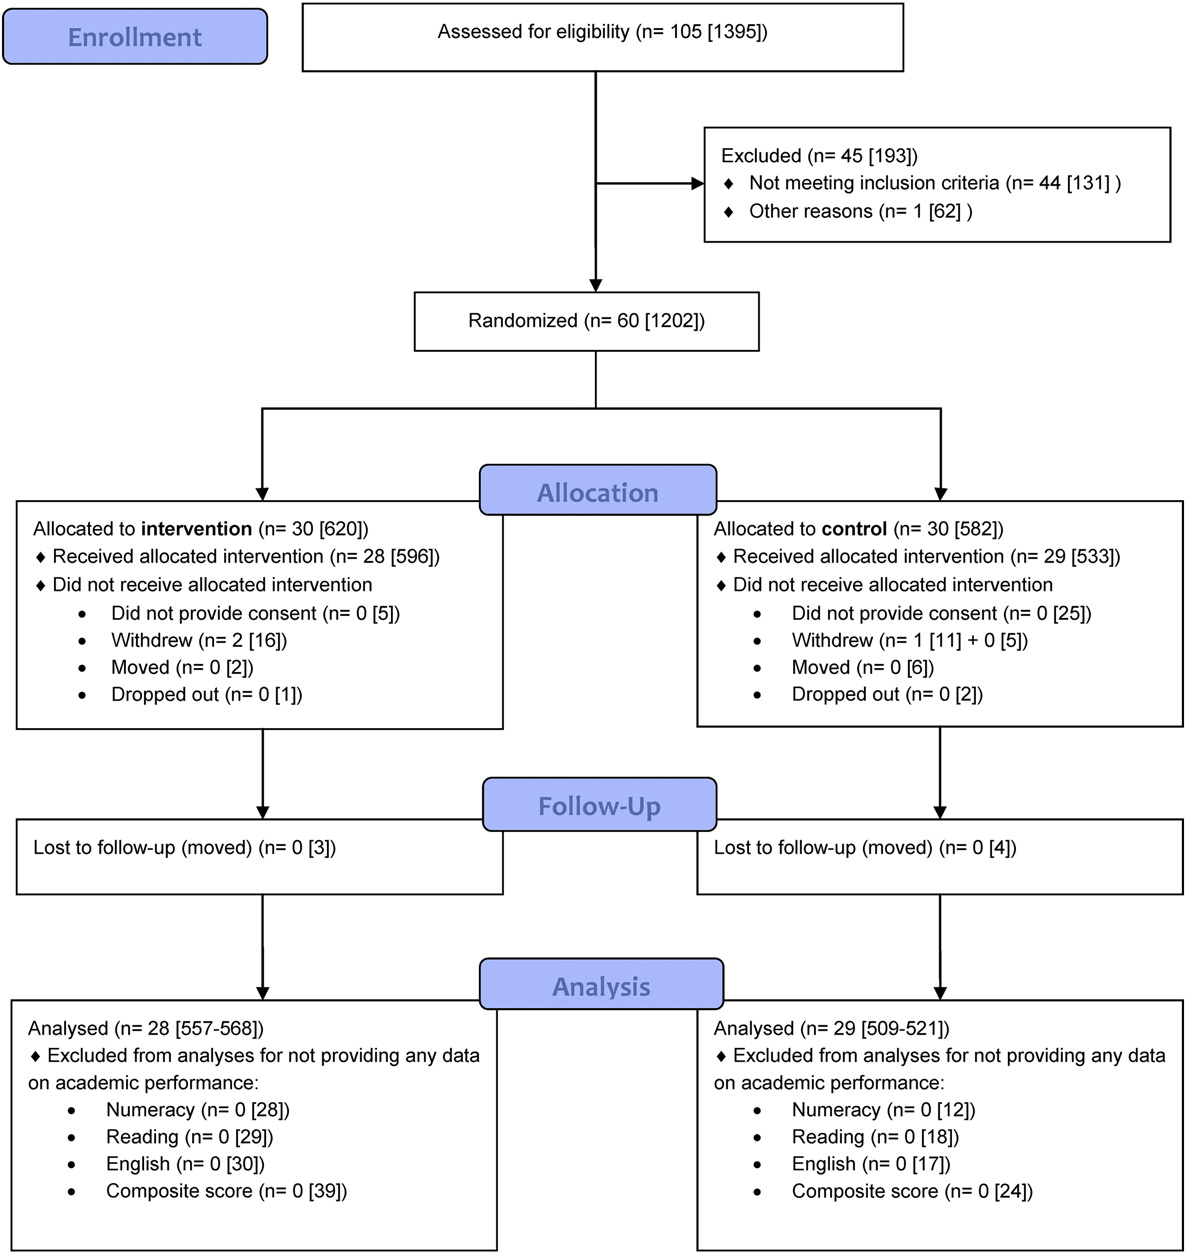 Enrollment
Assessed for eligibility (n= 105 [1395])
Excluded (n= 45 [193])
♦ Not meeting inclusion criteria (n= 44 [131] )
♦ Other reasons (n= 1 [62] )
Randomized (n= 60 [1202])
Allocation
Allocated to intervention (n= 30 [620])
♦ Received allocated intervention (n= 28 [596])
♦ Did not receive allocated intervention
• Did not provide consent (n= 0 [5])
• Withdrew (n= 2 [16])
• Moved (n= 0 [2])
• Dropped out (n= 0 [1])
Allocated to control (n= 30 [582])
♦ Received allocated intervention (n= 29 [533])
♦ Did not receive allocated intervention
• Did not provide consent (n= 0 [25])
• Withdrew (n= 1 [11] + 0 [5])
• Moved (n= 0 [6])
• Dropped out (n= 0 [2])
Follow-Up
Lost to follow-up (moved) (n= 0 [3])
Lost to follow-up (moved) (n= 0 [4])
Analysis
Analysed (n= 28 [557-568])
♦ Excluded from analyses for not providing any data
on academic performance:
• Numeracy (n= 0 [28])
• Reading (n= 0 [29])
• English (n= 0 [30])
• Composite score (n= 0 [39])
Analysed (n= 29 [509-521])
♦ Excluded from analyses for not providing any data
on academic performance:
• Numeracy (n= 0 [12])
• Reading (n= 0 [18])
• English (n= 0 [17])
• Composite score (n= 0 [24])